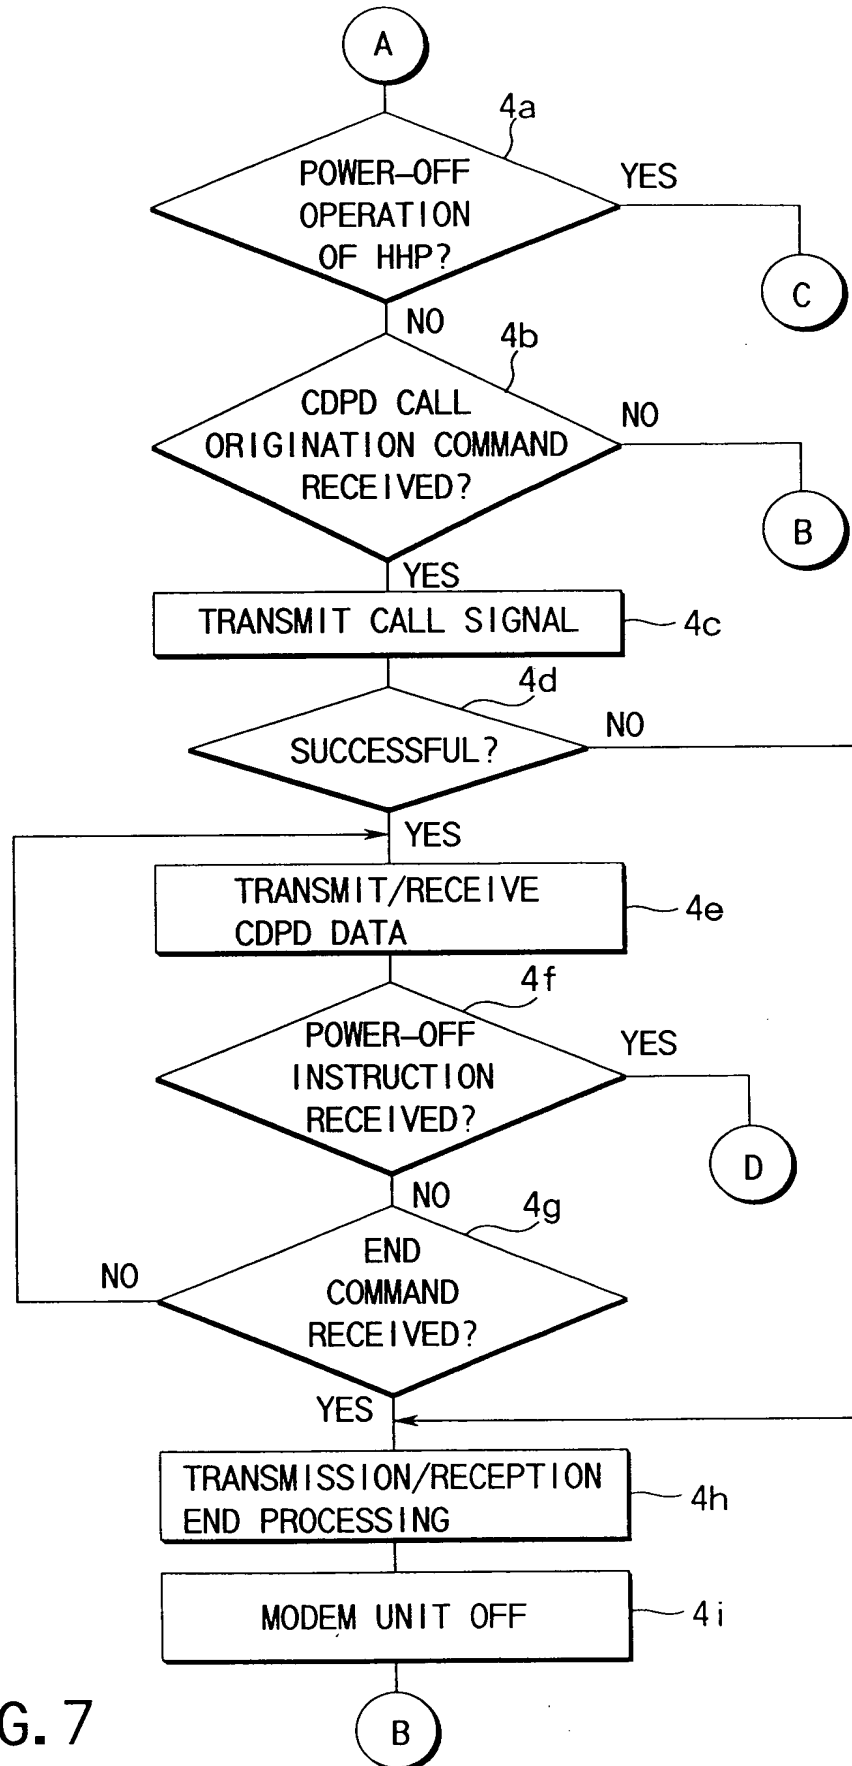 A
4a
POWER-OFF
OPERATION
OF HHP?
YES
C
NO
4b
CDPD CALL
ORIGINATION COMMAND
RECEIVED?
NO
B
YES
TRANSMIT CALL SIGNAL
4c
4d
SUCCESSFUL?
NO
YES
TRANSMIT/RECEIVE
CDPD DATA
4e
4f
POWER-OFF
INSTRUCTION
RECEIVED?
YES
D
NO
4g
END
COMMAND
RECEIVED?
NO
YES
TRANSMISSION/RECEPTION
END PROCESSING
4h
MODEM UNIT OFF
4i
B
G. 7